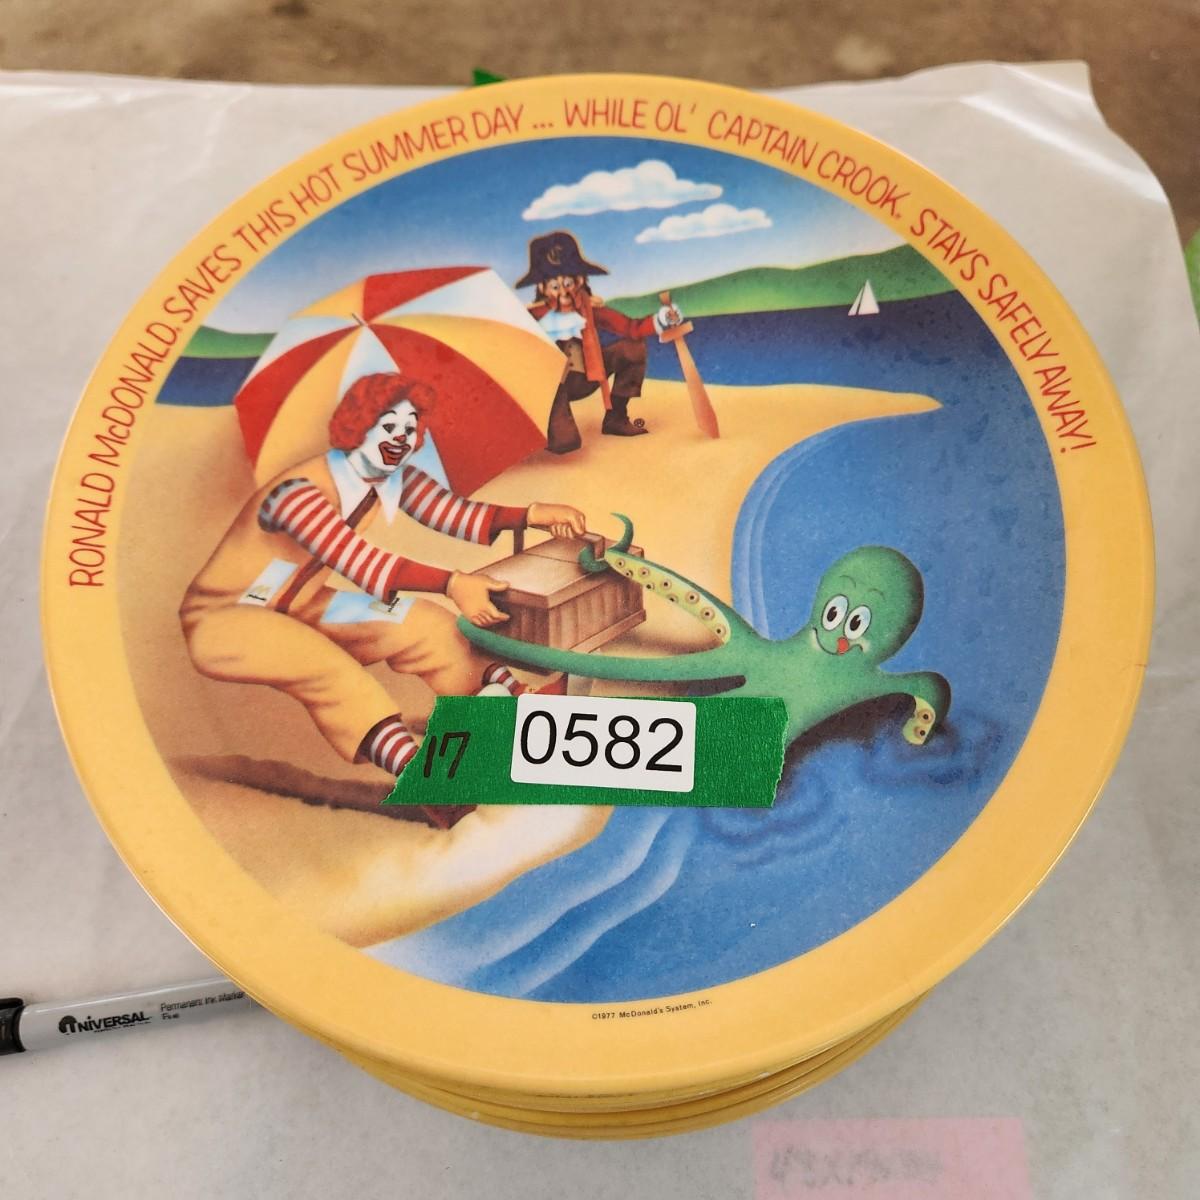 RONALD McDONALD® SAVES THIS HOT SUMMER DAY ... WHILE OL' CAPTAIN CROOK® STAYS SAFELY AWAY!
C
®
17
0582
©1977 McDonald's System, Inc.
UNIVERSAL
Permanent Ink Marker
Fine